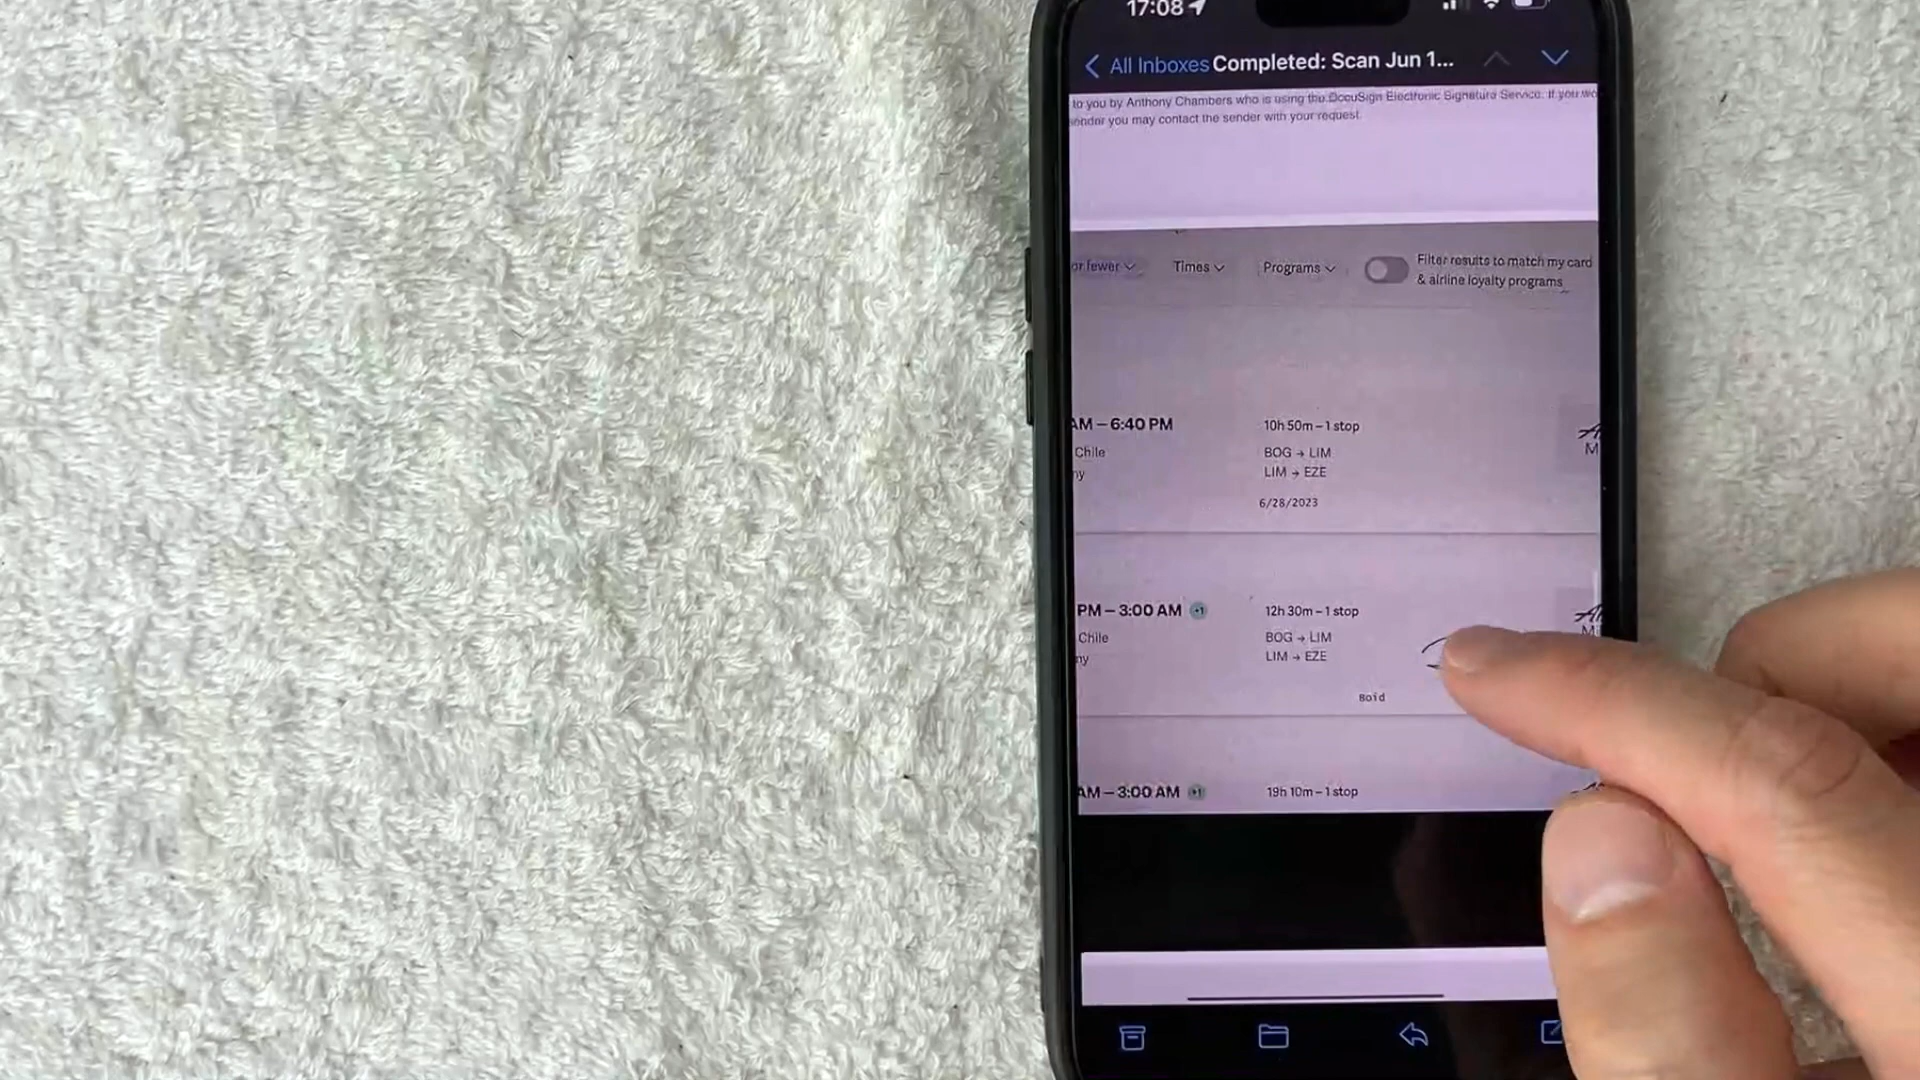 17:08
All Inboxes Completed: Scan Jun 1...
to you by Anthony Chambers who is using the DocuSign Electronic Signature Service. If you wo
sender you may contact the sender with your request.
or fewer Times Programs Filter results to match my card
& airline loyalty programs
AM – 6:40 PM 10h 50m – 1 stop
Chile BOG → LIM
ny LIM → EZE
6/28/2023
PM – 3:00 AM +1 12h 30m – 1 stop
Chile BOG → LIM
ny LIM → EZE
AM – 3:00 AM +1 19h 10m – 1 stop